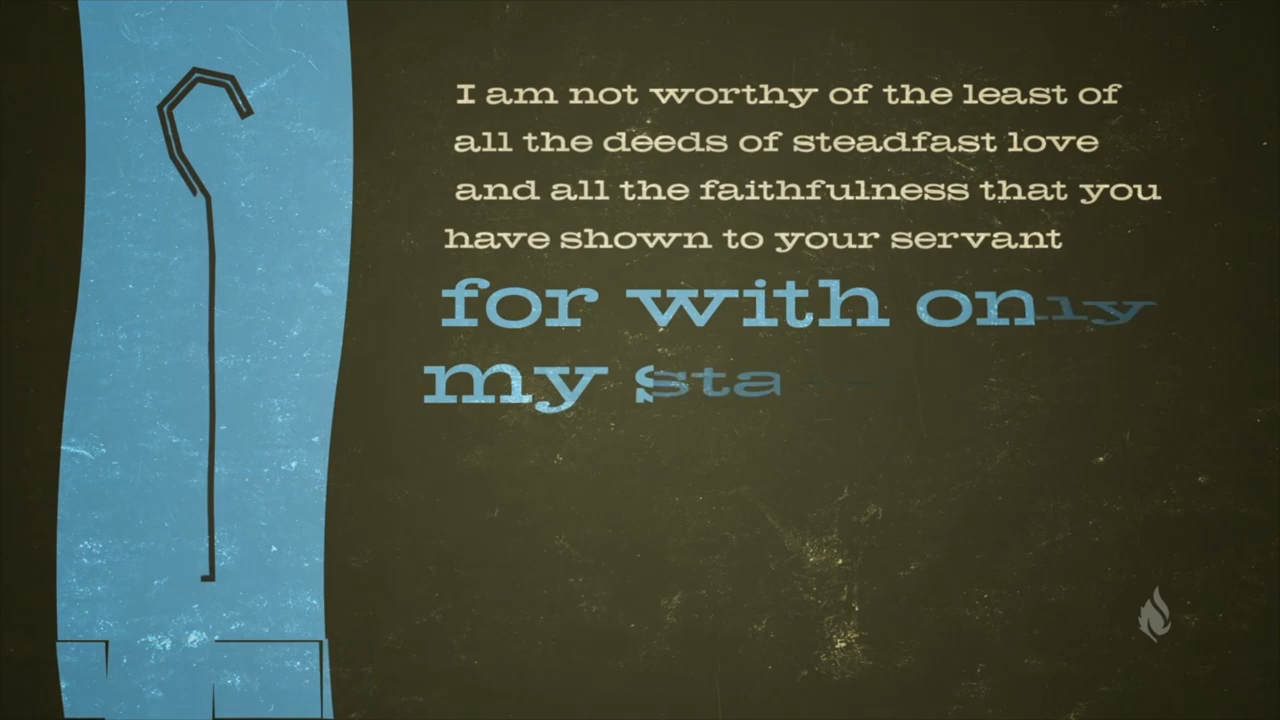 I am not worthy of the least of
all the deeds of steadfast love
and all the faithfulness that you
have shown to your servant
for with only
my sta